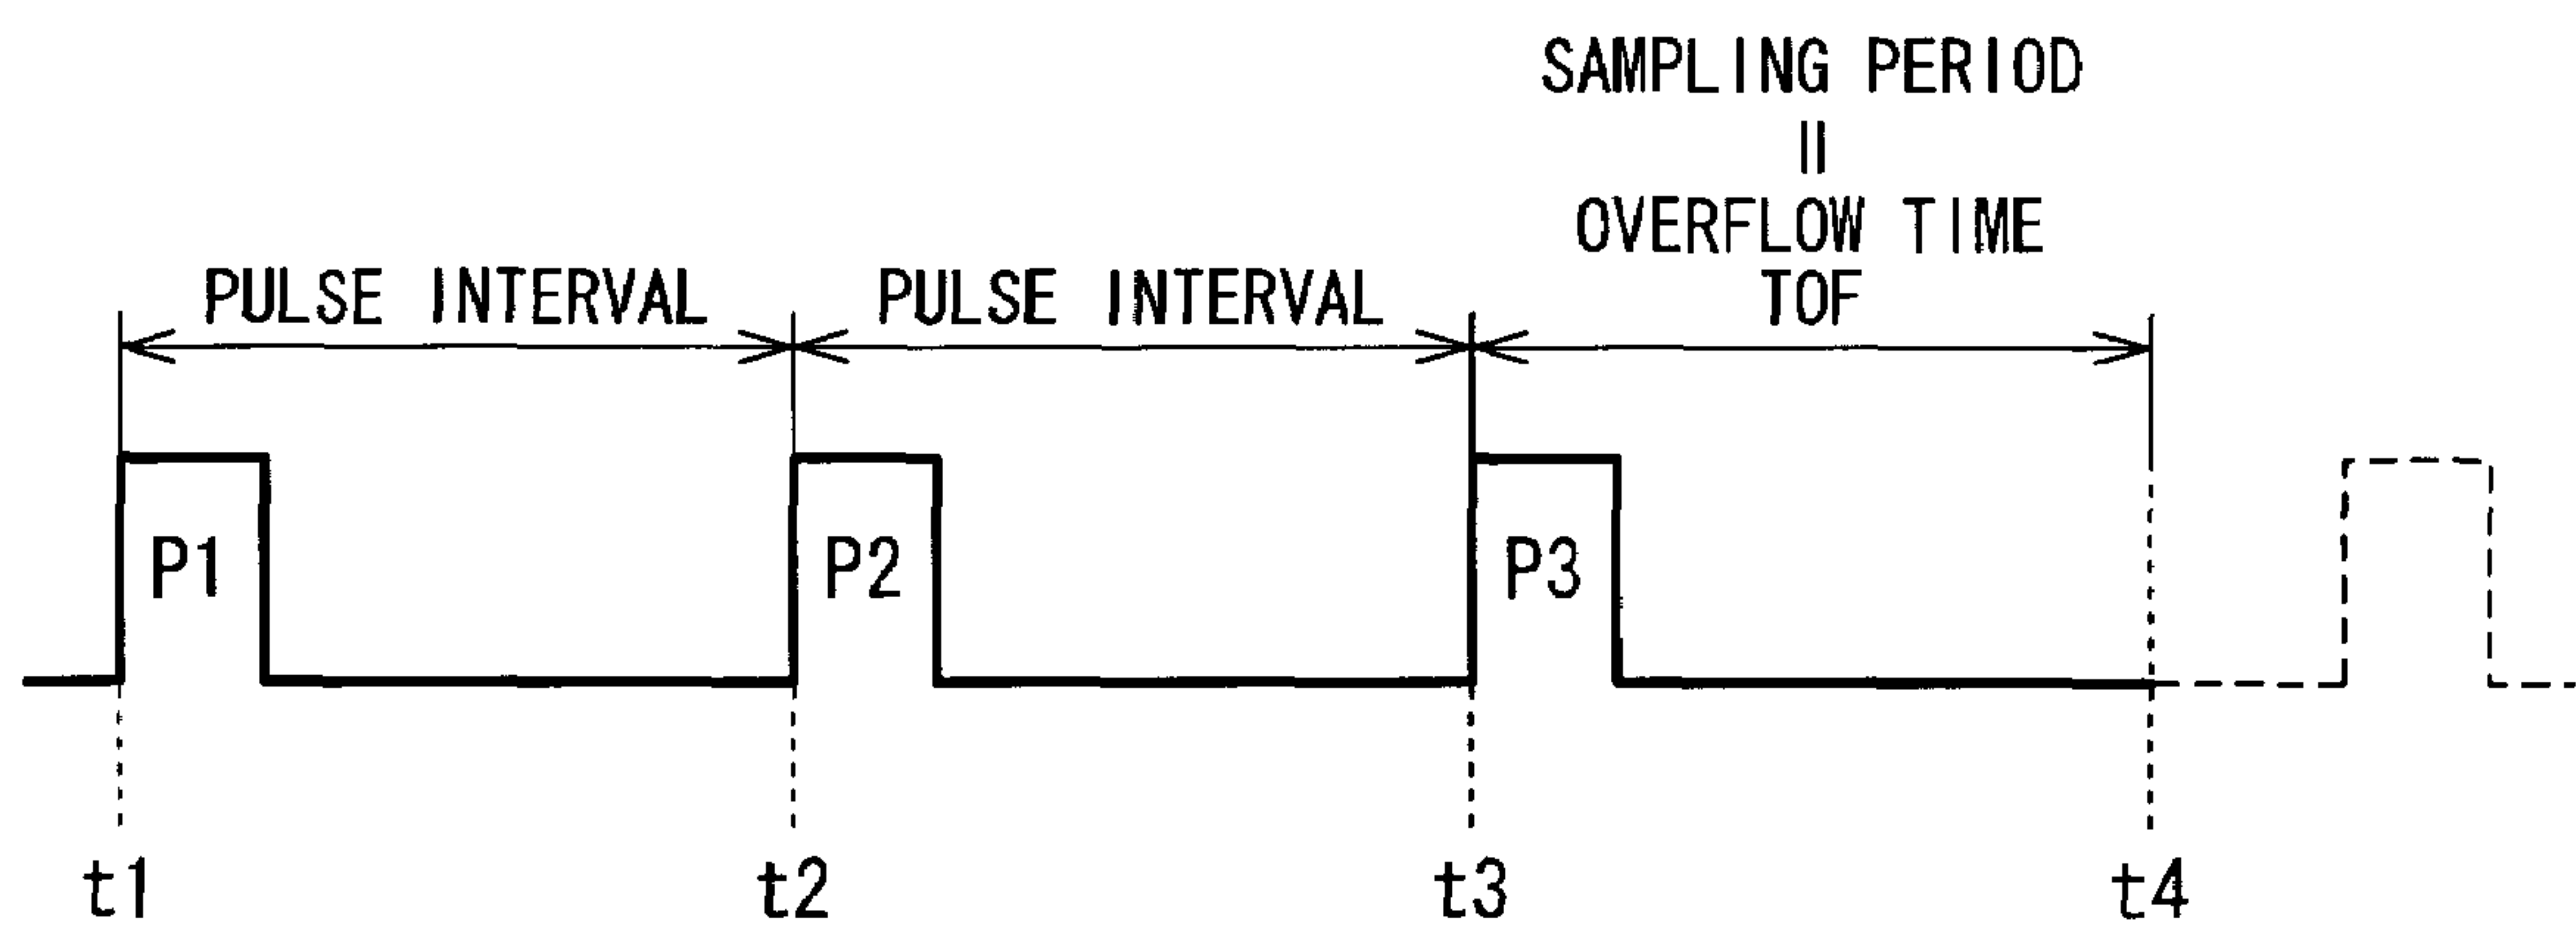 SAMPLING PERIOD
=
OVERFLOW TIME
TOF
PULSE INTERVAL
PULSE INTERVAL
P1
P2
P3
t1
t2
t3
t4